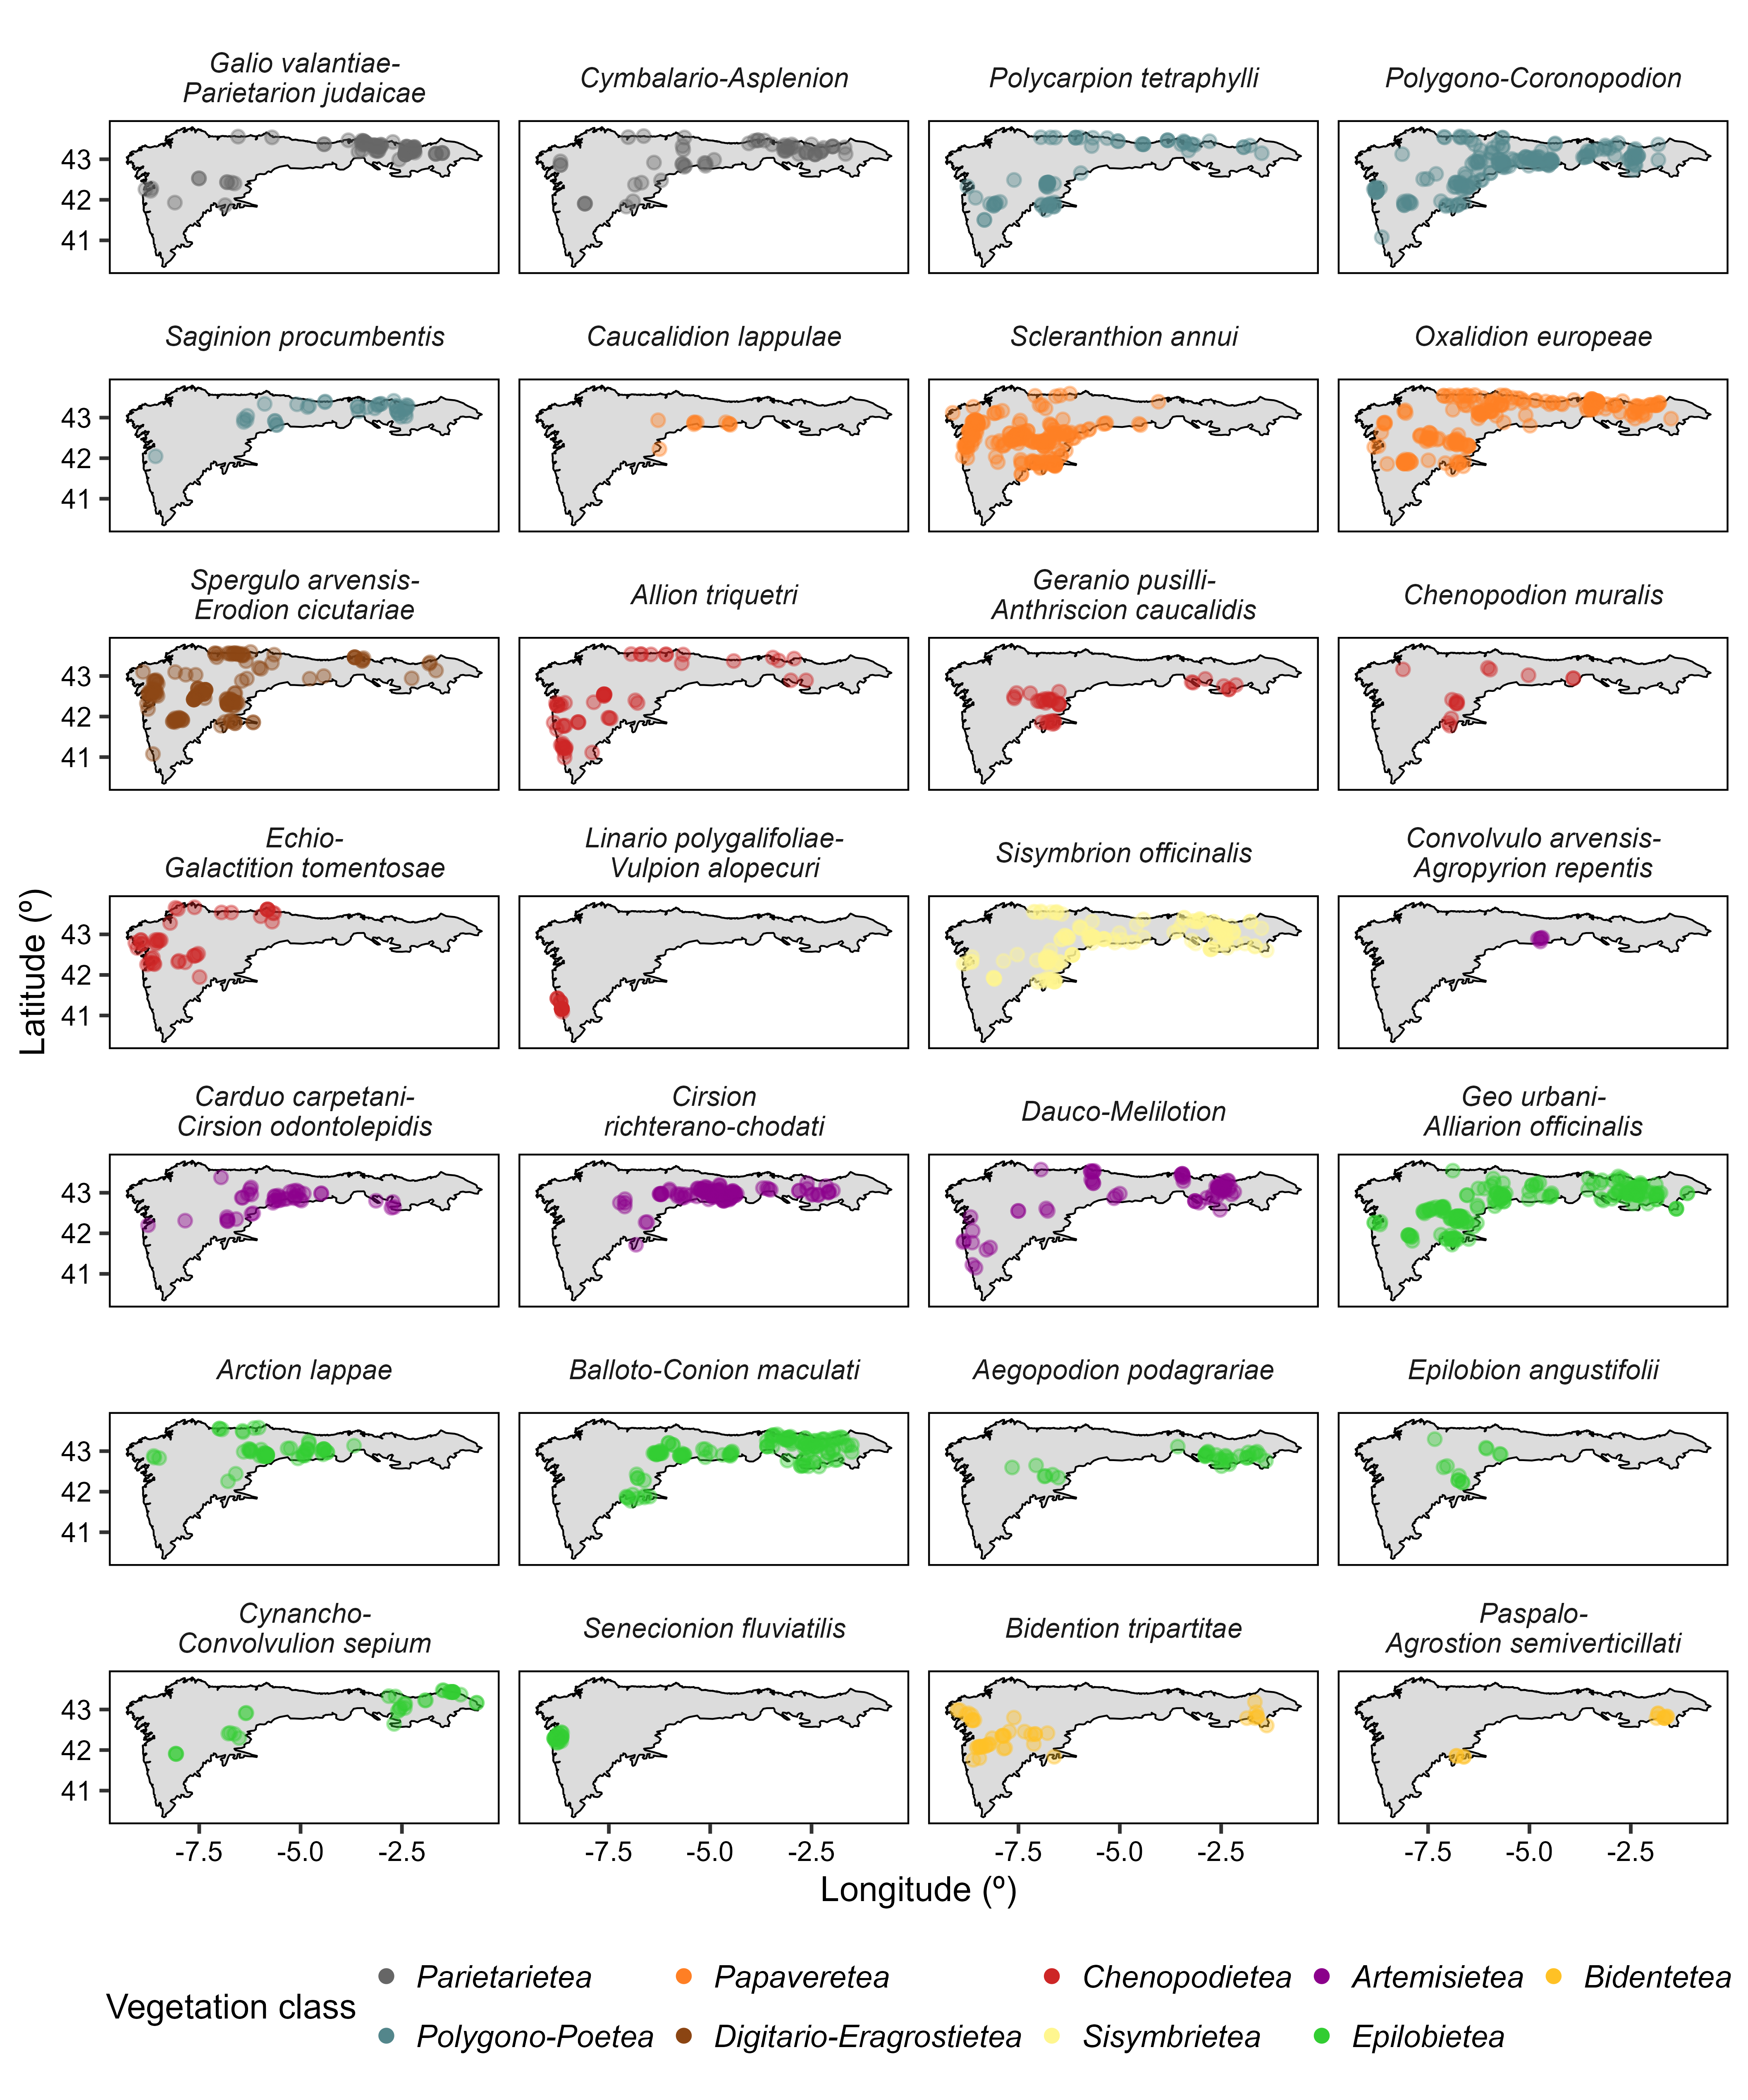 Galio valantiae-
Parietarion judaicae
Cymbalario-Asplenion
Polycarpion tetraphylli
Polygono-Coronopodion
43
42
41
Saginion procumbentis
Caucalidion lappulae
Scleranthion annui
Oxalidion europeae
43
42
41
Spergulo arvensis-
Erodion cicutariae
Allion triquetri
Geranio pusilli-
Anthriscion caucalidis
Chenopodion muralis
43
42
41
Echio-
Galactition tomentosae
Linario polygalifoliae-
Vulpion alopecuri
Sisymbrion officinalis
Convolvulo arvensis-
Agropyrion repentis
43
42
41
Latitude (º)
Carduo carpetani-
Cirsion odontolepidis
Cirsion
richterano-chodati
Dauco-Melilotion
Geo urbani-
Alliarion officinalis
43
42
41
Arction lappae
Balloto-Conion maculati
Aegopodion podagrariae
Epilobion angustifolii
43
42
41
Cynancho-
Convolvulion sepium
Senecionion fluviatilis
Bidention tripartitae
Paspalo-
Agrostion semiverticillati
43
42
41
-7.5 -5.0 -2.5 -7.5 -5.0 -2.5 -7.5 -5.0 -2.5 -7.5 -5.0 -2.5
Longitude (º)
Vegetation class
Parietarietea Papaveretea Chenopodietea Artemisietea Bidentetea
Polygono-Poetea Digitario-Eragrostietea Sisymbrietea Epilobietea